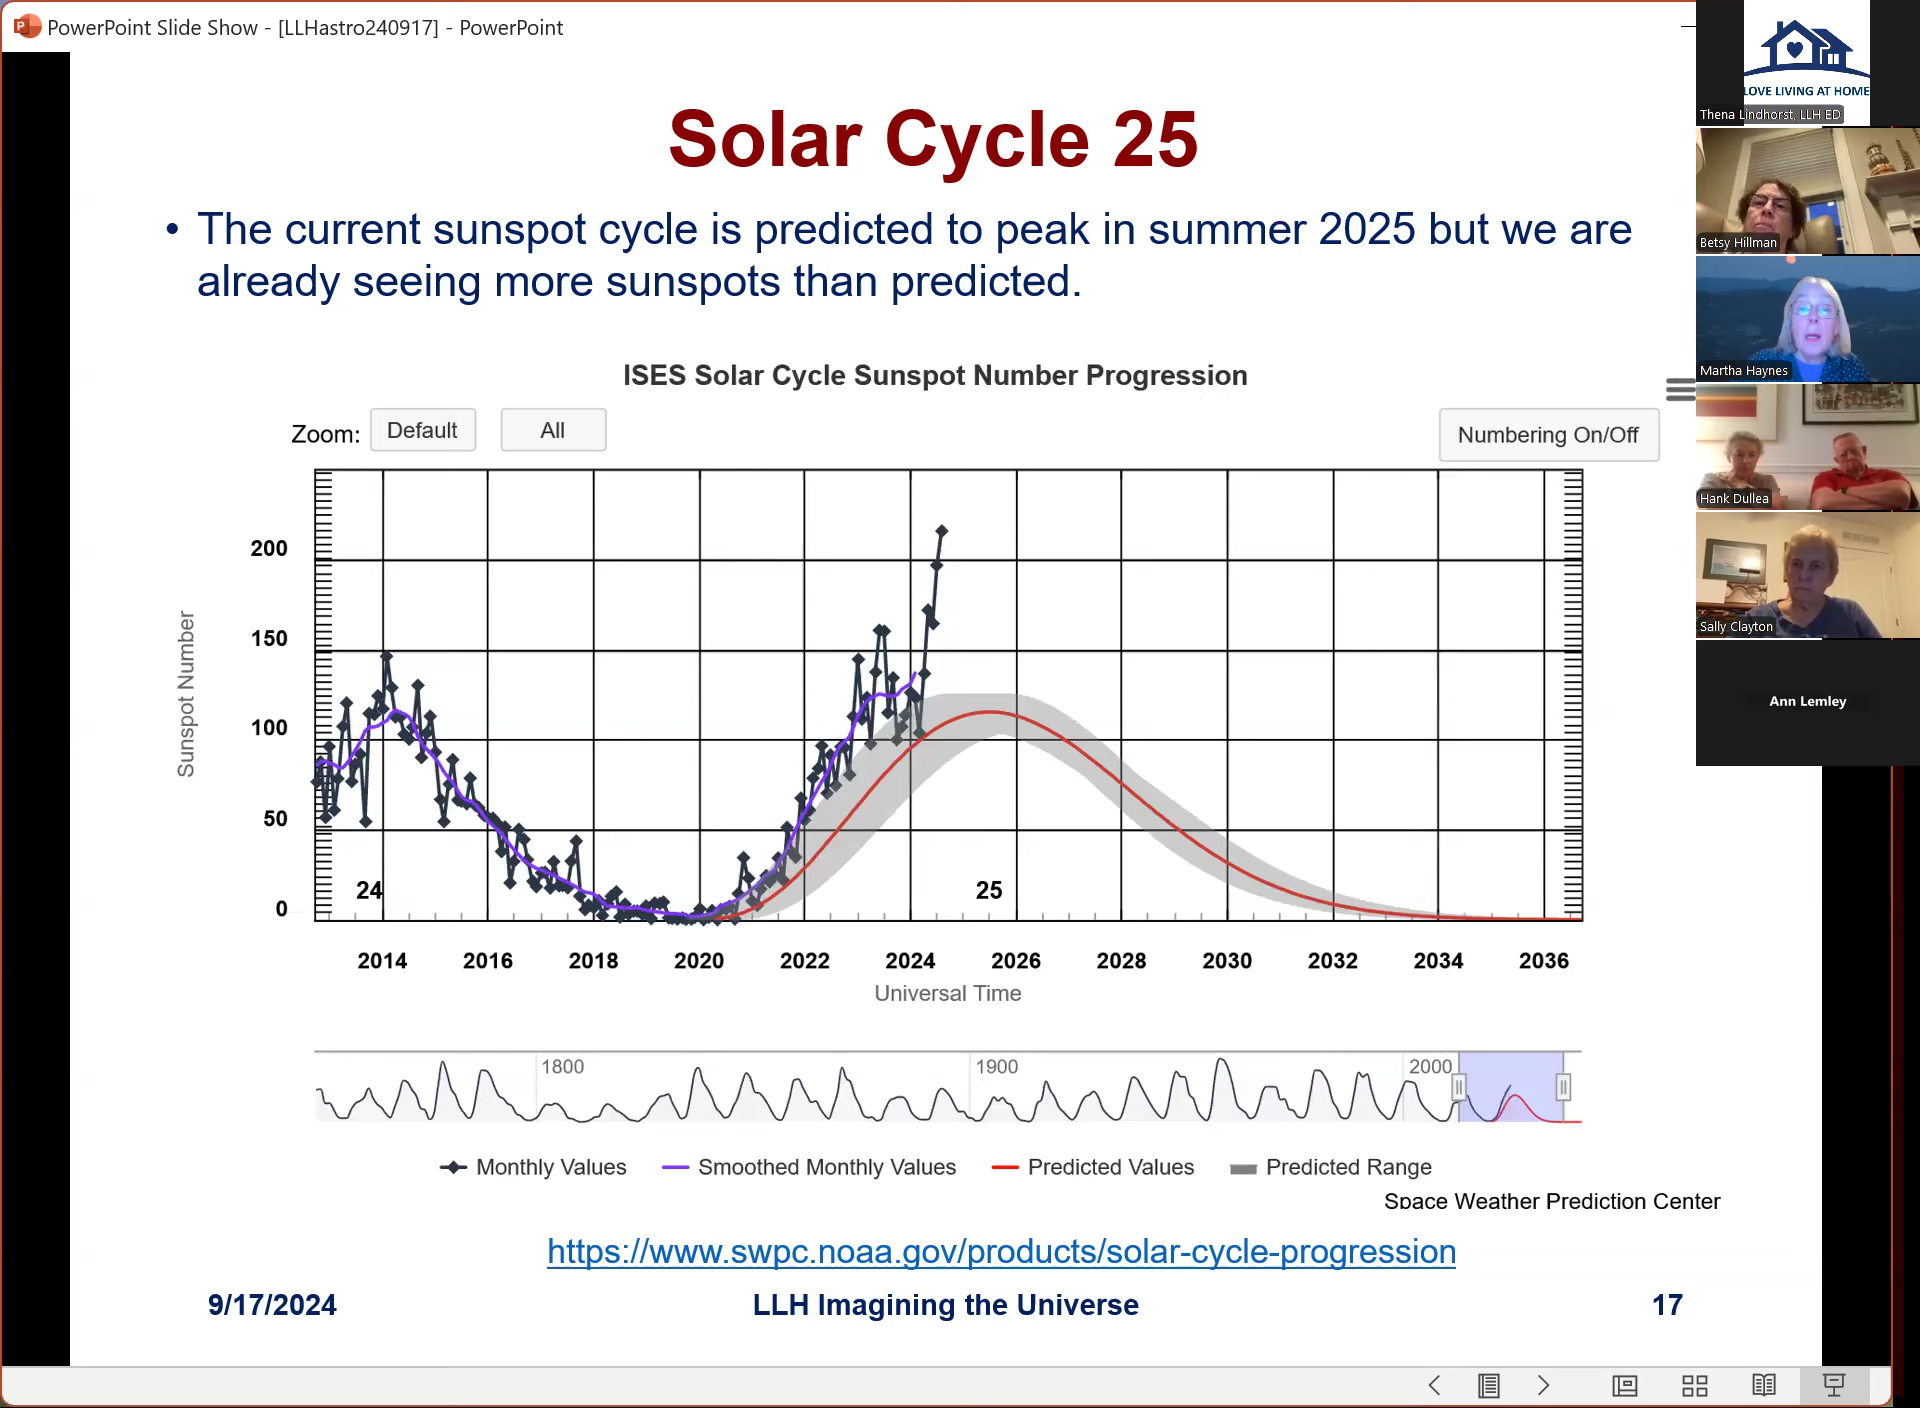 PowerPoint Slide Show - [LLHastro240917] - PowerPoint
Solar Cycle 25
• The current sunspot cycle is predicted to peak in summer 2025 but we are
already seeing more sunspots than predicted.
ISES Solar Cycle Sunspot Number Progression
Zoom: Default All
Numbering On/Off
Sunspot Number
200
150
100
50
0
24
25
2014 2016 2018 2020 2022 2024 2026 2028 2030 2032 2034 2036
Universal Time
1800 1900 2000
Monthly Values Smoothed Monthly Values Predicted Values Predicted Range
Space Weather Prediction Center
https://www.swpc.noaa.gov/products/solar-cycle-progression
9/17/2024 LLH Imagining the Universe 17
LOVE LIVING AT HOME
Thena Lindhorst, LLH ED
Betsy Hillman
Martha Haynes
Hank Dullea
Sally Clayton
Ann Lemley